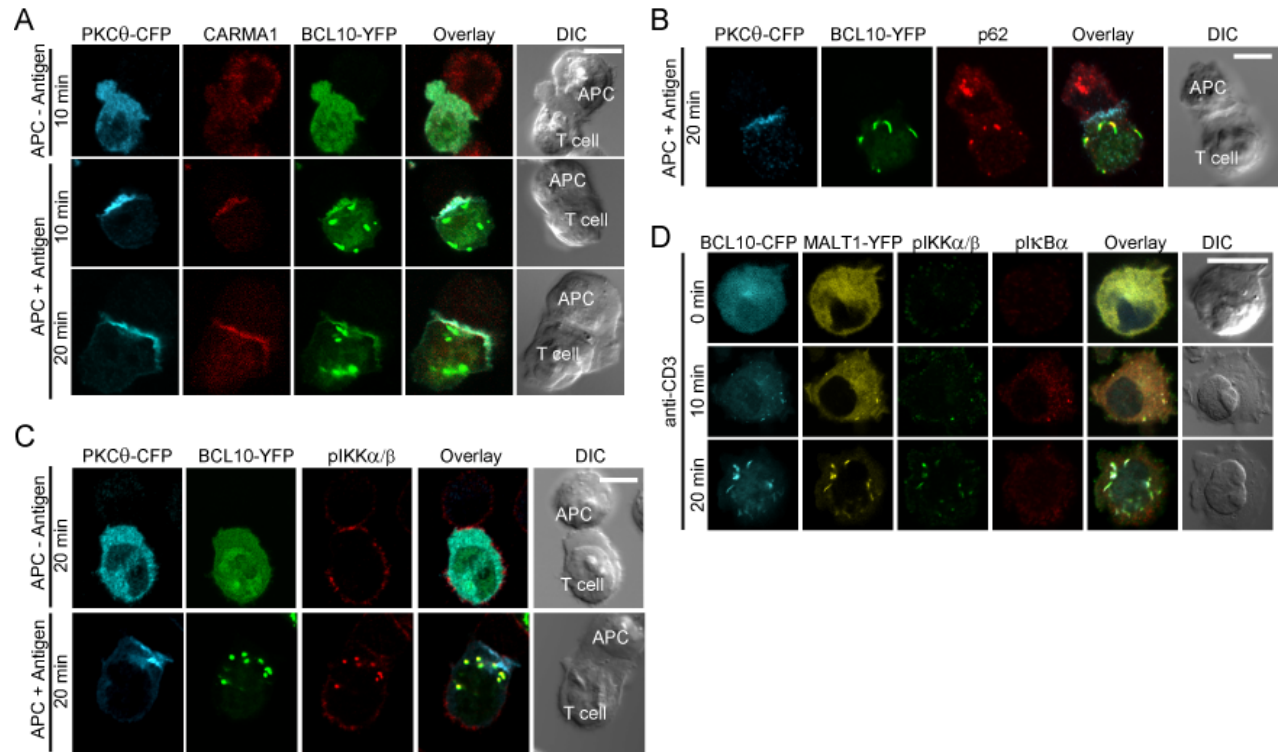 A
PKCθ-CFP CARMA1 BCL10-YFP Overlay DIC
APC - Antigen
10 min
APC
T cell
APC + Antigen
10 min
APC
T cell
20 min
APC
T cell
B
PKCθ-CFP BCL10-YFP p62 Overlay DIC
APC + Antigen
20 min
APC
T cell
C
PKCθ-CFP BCL10-YFP pIKKα/β Overlay DIC
APC - Antigen
20 min
APC
T cell
APC + Antigen
20 min
APC
T cell
D
BCL10-CFP MALT1-YFP pIKKα/β pIκBα Overlay DIC
anti-CD3
0 min
10 min
20 min